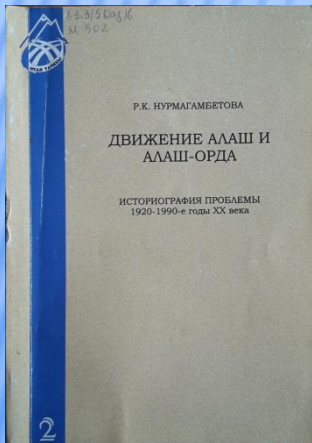 Р.К. НУРМАГАМБЕТОВА
ДВИЖЕНИЕ АЛАШ И
АЛАШ-ОРДА
ИСТОРИОГРАФИЯ ПРОБЛЕМЫ
1920-1990-е годы XX века
2